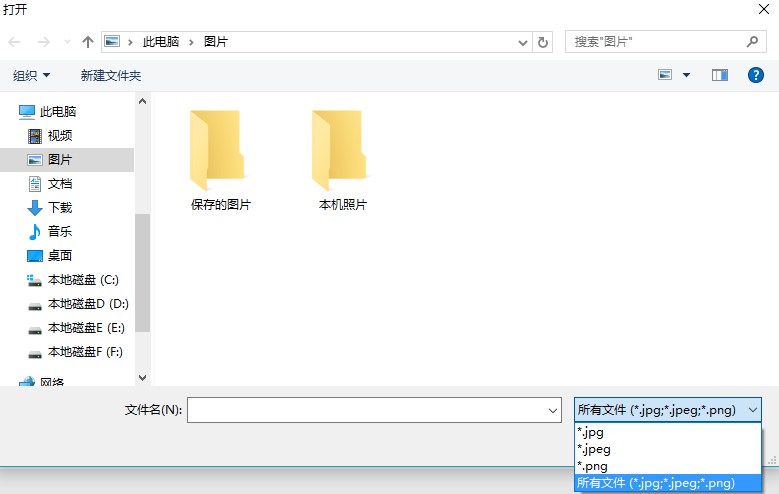 打开
此电脑 > 图片
搜索"图片"
组织
新建文件夹
此电脑
视频
图片
文档
下载
音乐
桌面
本地磁盘 (C:)
本地磁盘D (D:)
本地磁盘E (E:)
本地磁盘F (F:)
网络
保存的图片
本机照片
文件名(N):
所有文件 (*.jpg;*.jpeg;*.png)
*.jpg
*.jpeg
*.png
所有文件 (*.jpg;*.jpeg;*.png)